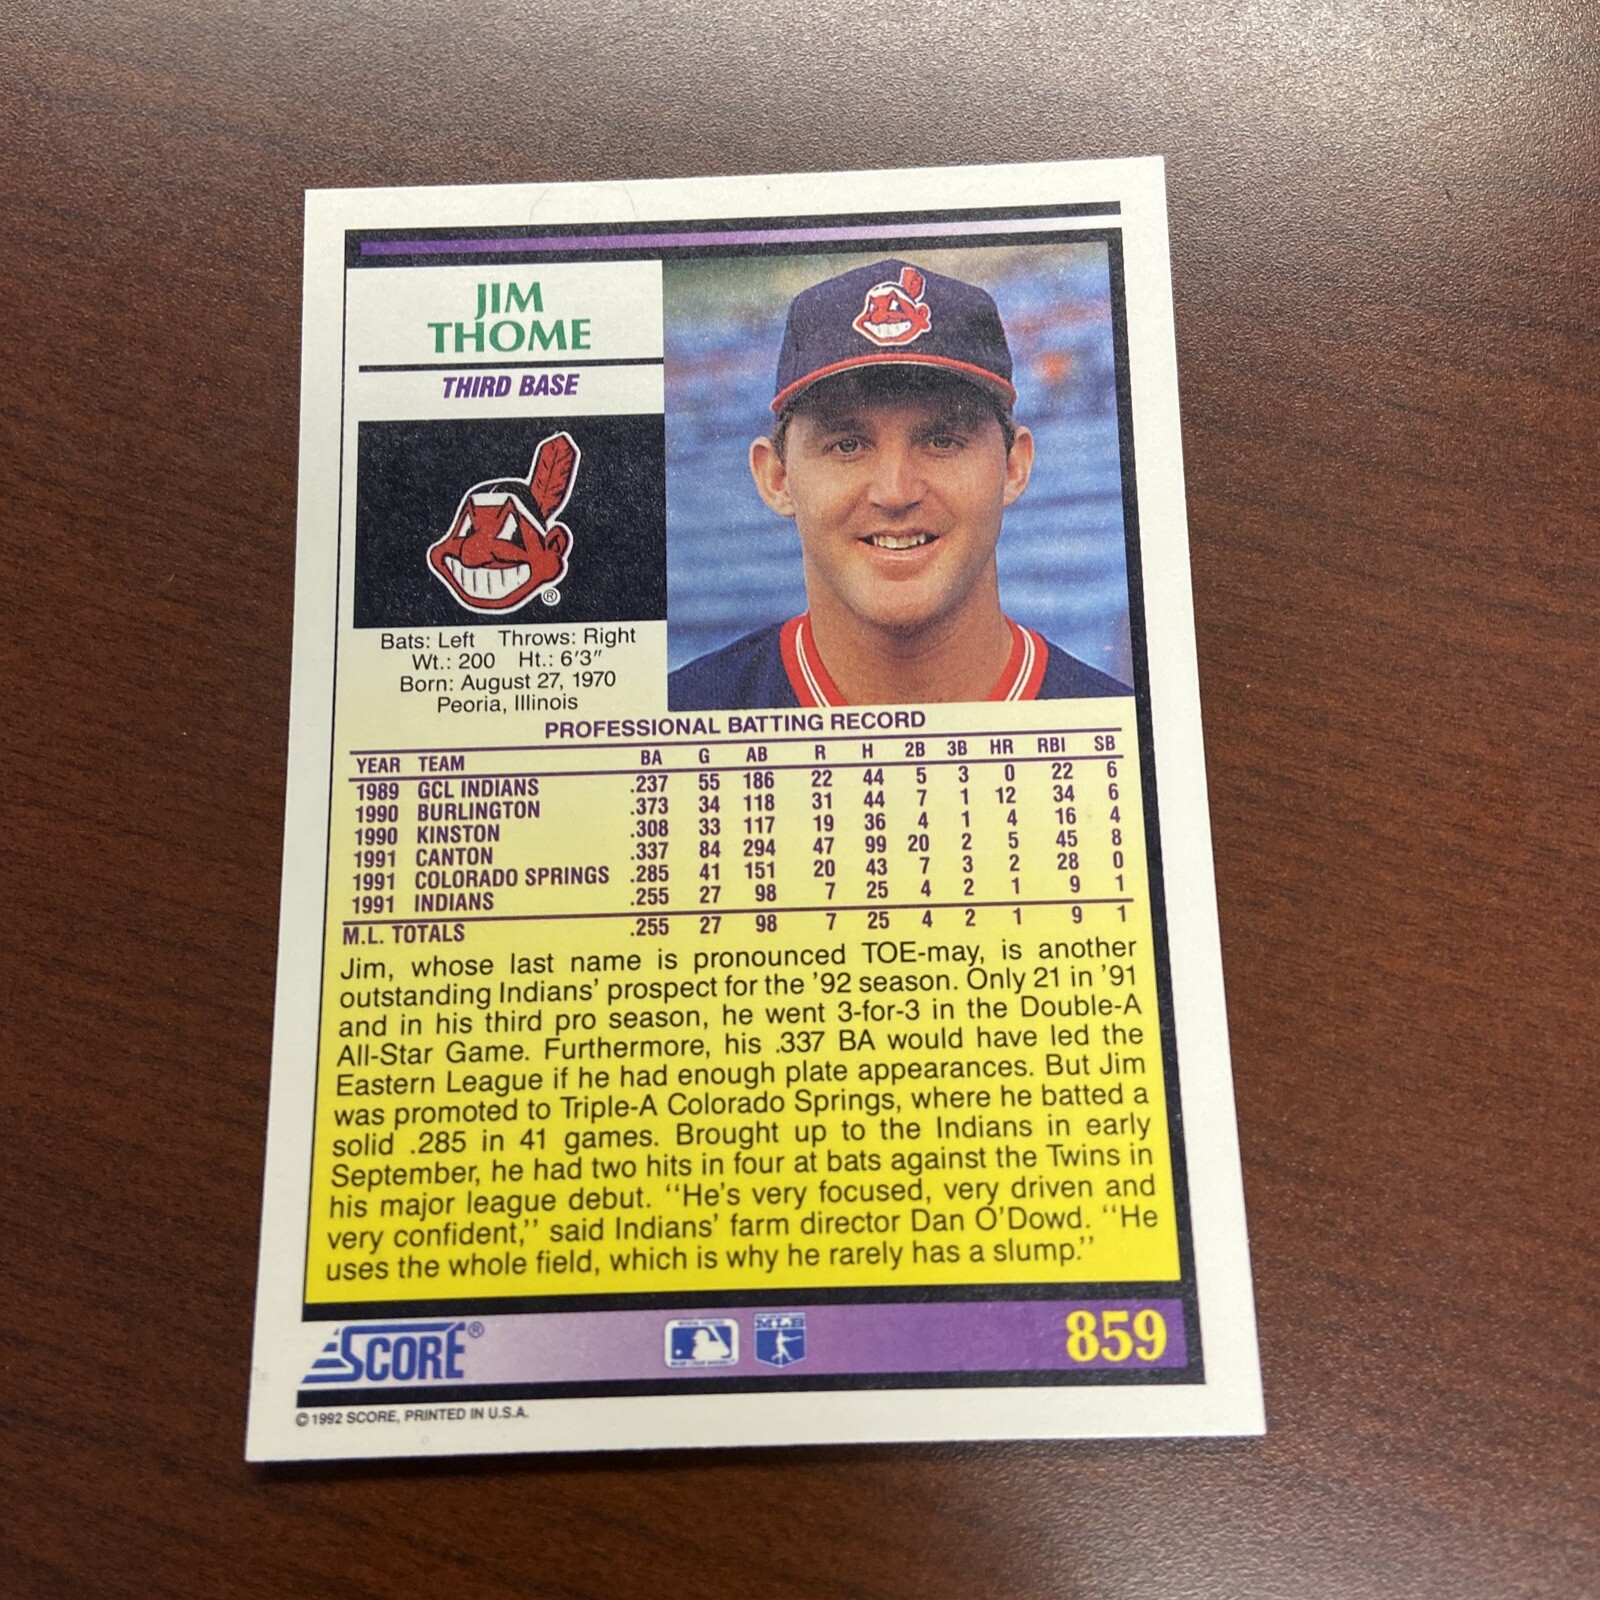 JIM
THOME
THIRD BASE
®
Bats: Left Throws: Right
Wt.: 200 Ht.: 6'3"
Born: August 27, 1970
Peoria, Illinois
PROFESSIONAL BATTING RECORD
YEAR TEAM BA G AB R H 2B 3B HR RBI SB
1989 GCL INDIANS .237 55 186 22 44 5 3 0 22 6
1990 BURLINGTON .373 34 118 31 44 7 1 12 34 6
1990 KINSTON .308 33 117 19 36 4 1 4 16 4
1991 CANTON .337 84 294 47 99 20 2 5 45 8
1991 COLORADO SPRINGS .285 41 151 20 43 7 3 2 28 0
1991 INDIANS .255 27 98 7 25 4 2 1 9 1
M.L. TOTALS .255 27 98 7 25 4 2 1 9 1
Jim, whose last name is pronounced TOE-may, is another
outstanding Indians' prospect for the '92 season. Only 21 in '91
and in his third pro season, he went 3-for-3 in the Double-A
All-Star Game. Furthermore, his .337 BA would have led the
Eastern League if he had enough plate appearances. But Jim
was promoted to Triple-A Colorado Springs, where he batted a
solid .285 in 41 games. Brought up to the Indians in early
September, he had two hits in four at bats against the Twins in
his major league debut. ''He's very focused, very driven and
very confident,'' said Indians' farm director Dan O'Dowd. ''He
uses the whole field, which is why he rarely has a slump.''
SCORE® MLB 859
© 1992 SCORE, PRINTED IN U.S.A.